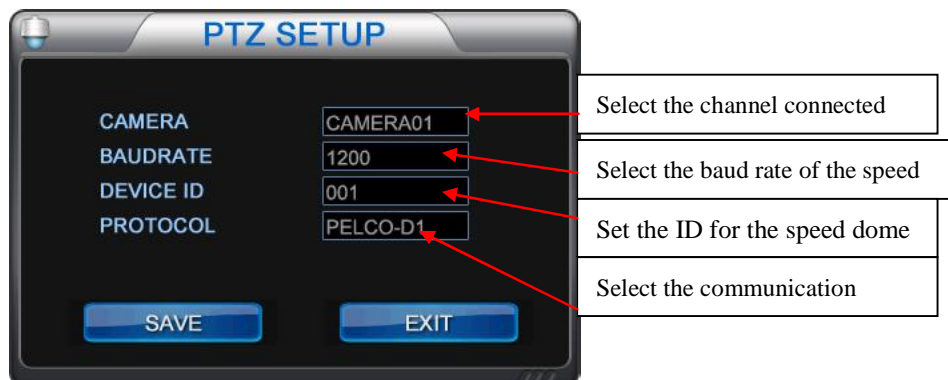 PTZ SETUP
CAMERA CAMERA01 Select the channel connected
BAUDRATE 1200 Select the baud rate of the speed
DEVICE ID 001 Set the ID for the speed dome
PROTOCOL PELCO-D1 Select the communication
SAVE EXIT